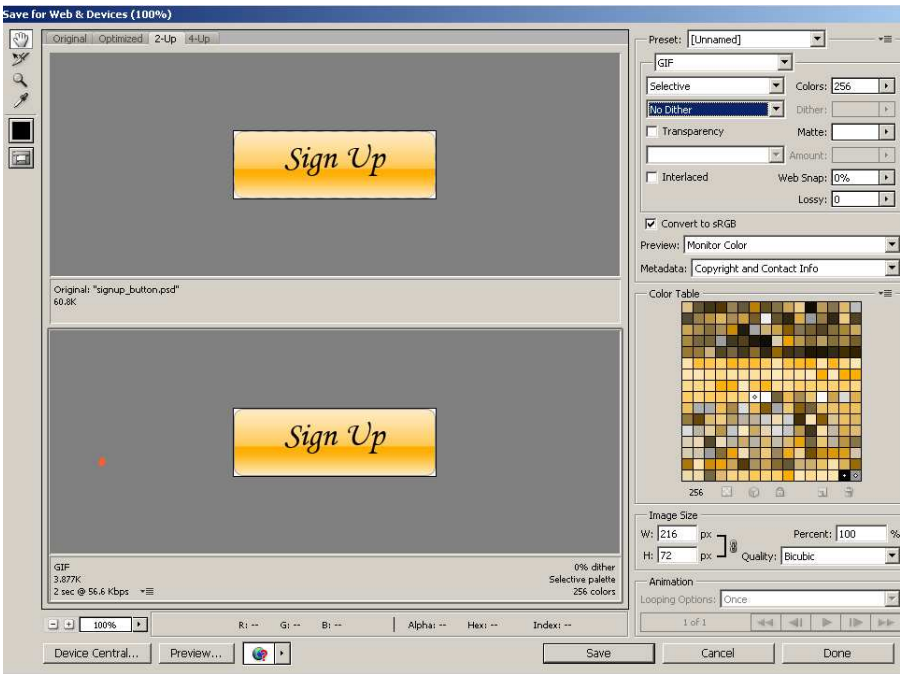 Save for Web & Devices (100%)
Original Optimized 2-Up 4-Up
Sign Up
Original: "signup_button.psd"
60.8K
Sign Up
GIF 0% dither
3.877K Selective palette
2 sec @ 56.6 Kbps 256 colors
100% R: -- G: -- B: -- Alpha: -- Hex: -- Index: --
Device Central... Preview... Save Cancel Done
Preset: [Unnamed]
GIF
Selective Colors: 256
No Dither Dither:
Transparency Matte:
Amount:
Interlaced Web Snap: 0%
Lossy: 0
Convert to sRGB
Preview: Monitor Color
Metadata: Copyright and Contact Info
Color Table
256
Image Size
W: 216 px Percent: 100 %
H: 72 px Quality: Bicubic
Animation
Looping Options: Once
1 of 1